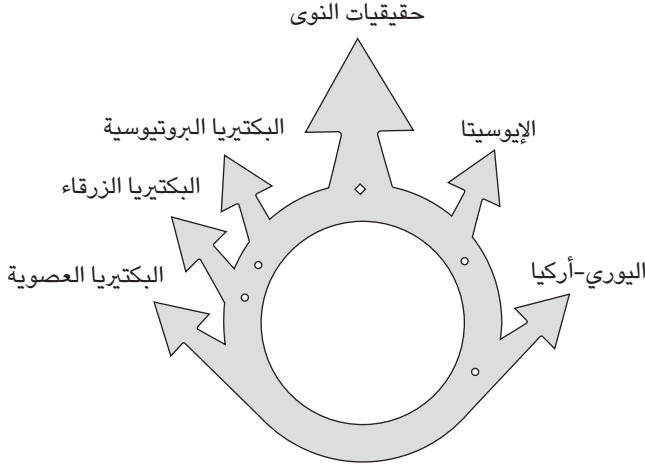 حقيقيات النوى
البكتيريا البروتيوسية
الإيوسيتا
البكتيريا الزرقاء
البكتيريا العصوية
اليوري-أركيا